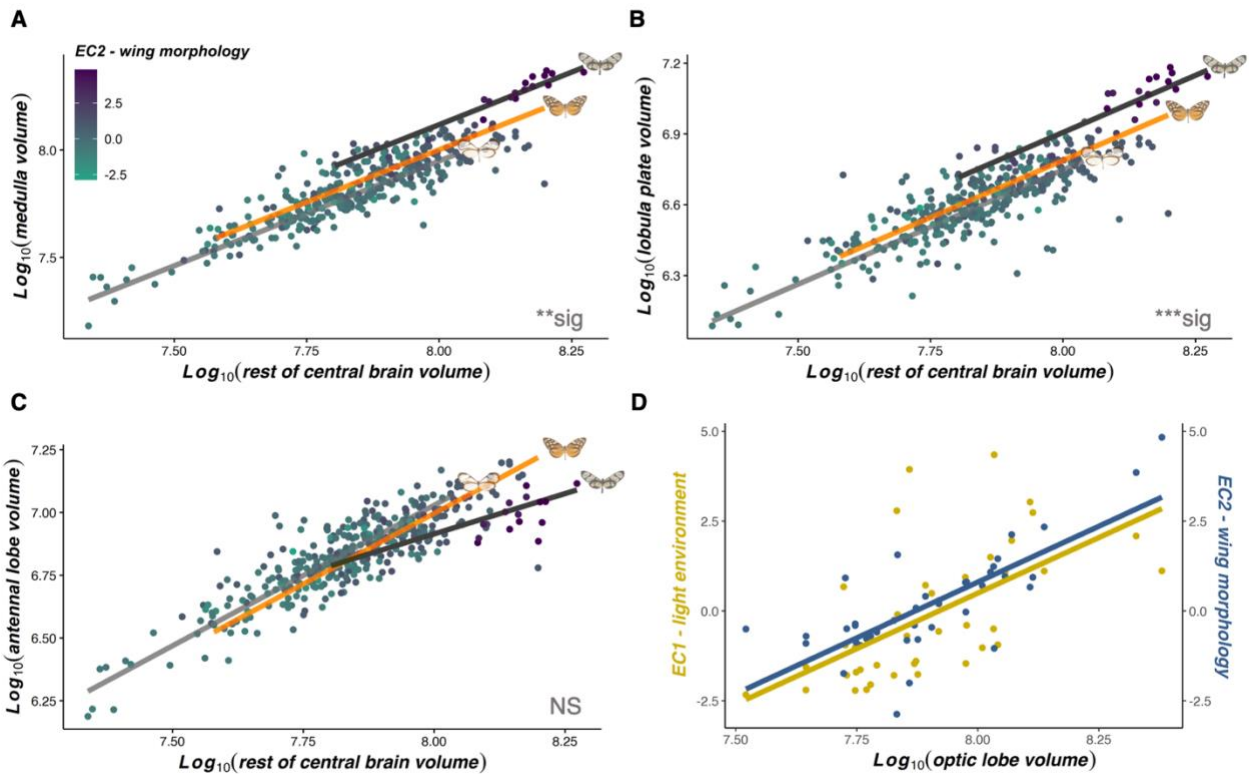 A
EC2 - wing morphology
2.5
0.0
-2.5
8.0
7.5
Log10(medulla volume)
**sig
7.50 7.75 8.00 8.25
Log10(rest of central brain volume)
B
7.2
6.9
6.6
6.3
Log10(lobula plate volume)
***sig
7.50 7.75 8.00 8.25
Log10(rest of central brain volume)
C
7.25
7.00
6.75
6.50
6.25
Log10(antennal lobe volume)
NS
7.50 7.75 8.00 8.25
Log10(rest of central brain volume)
D
5.0
2.5
0.0
-2.5
EC1 - light environment
5.0
2.5
0.0
-2.5
EC2 - wing morphology
7.50 7.75 8.00 8.25
Log10(optic lobe volume)